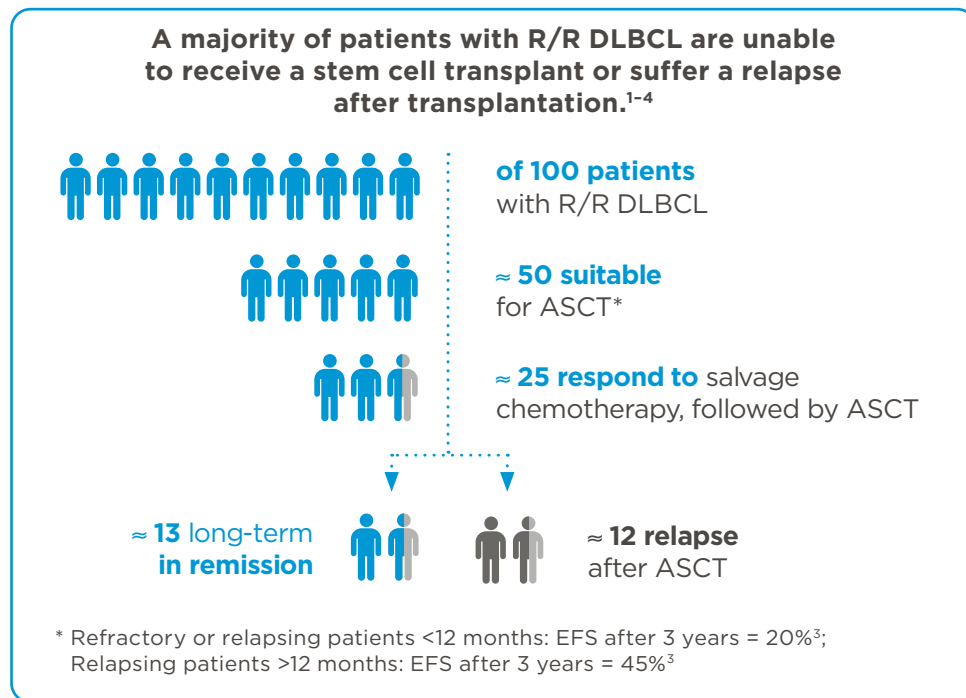 A majority of patients with R/R DLBCL are unable
to receive a stem cell transplant or suffer a relapse
after transplantation.¹⁻⁴
of 100 patients
with R/R DLBCL
≈ 50 suitable
for ASCT*
≈ 25 respond to salvage
chemotherapy, followed by ASCT
≈ 13 long-term
in remission
≈ 12 relapse
after ASCT
* Refractory or relapsing patients <12 months: EFS after 3 years = 20%³;
Relapsing patients >12 months: EFS after 3 years = 45%³